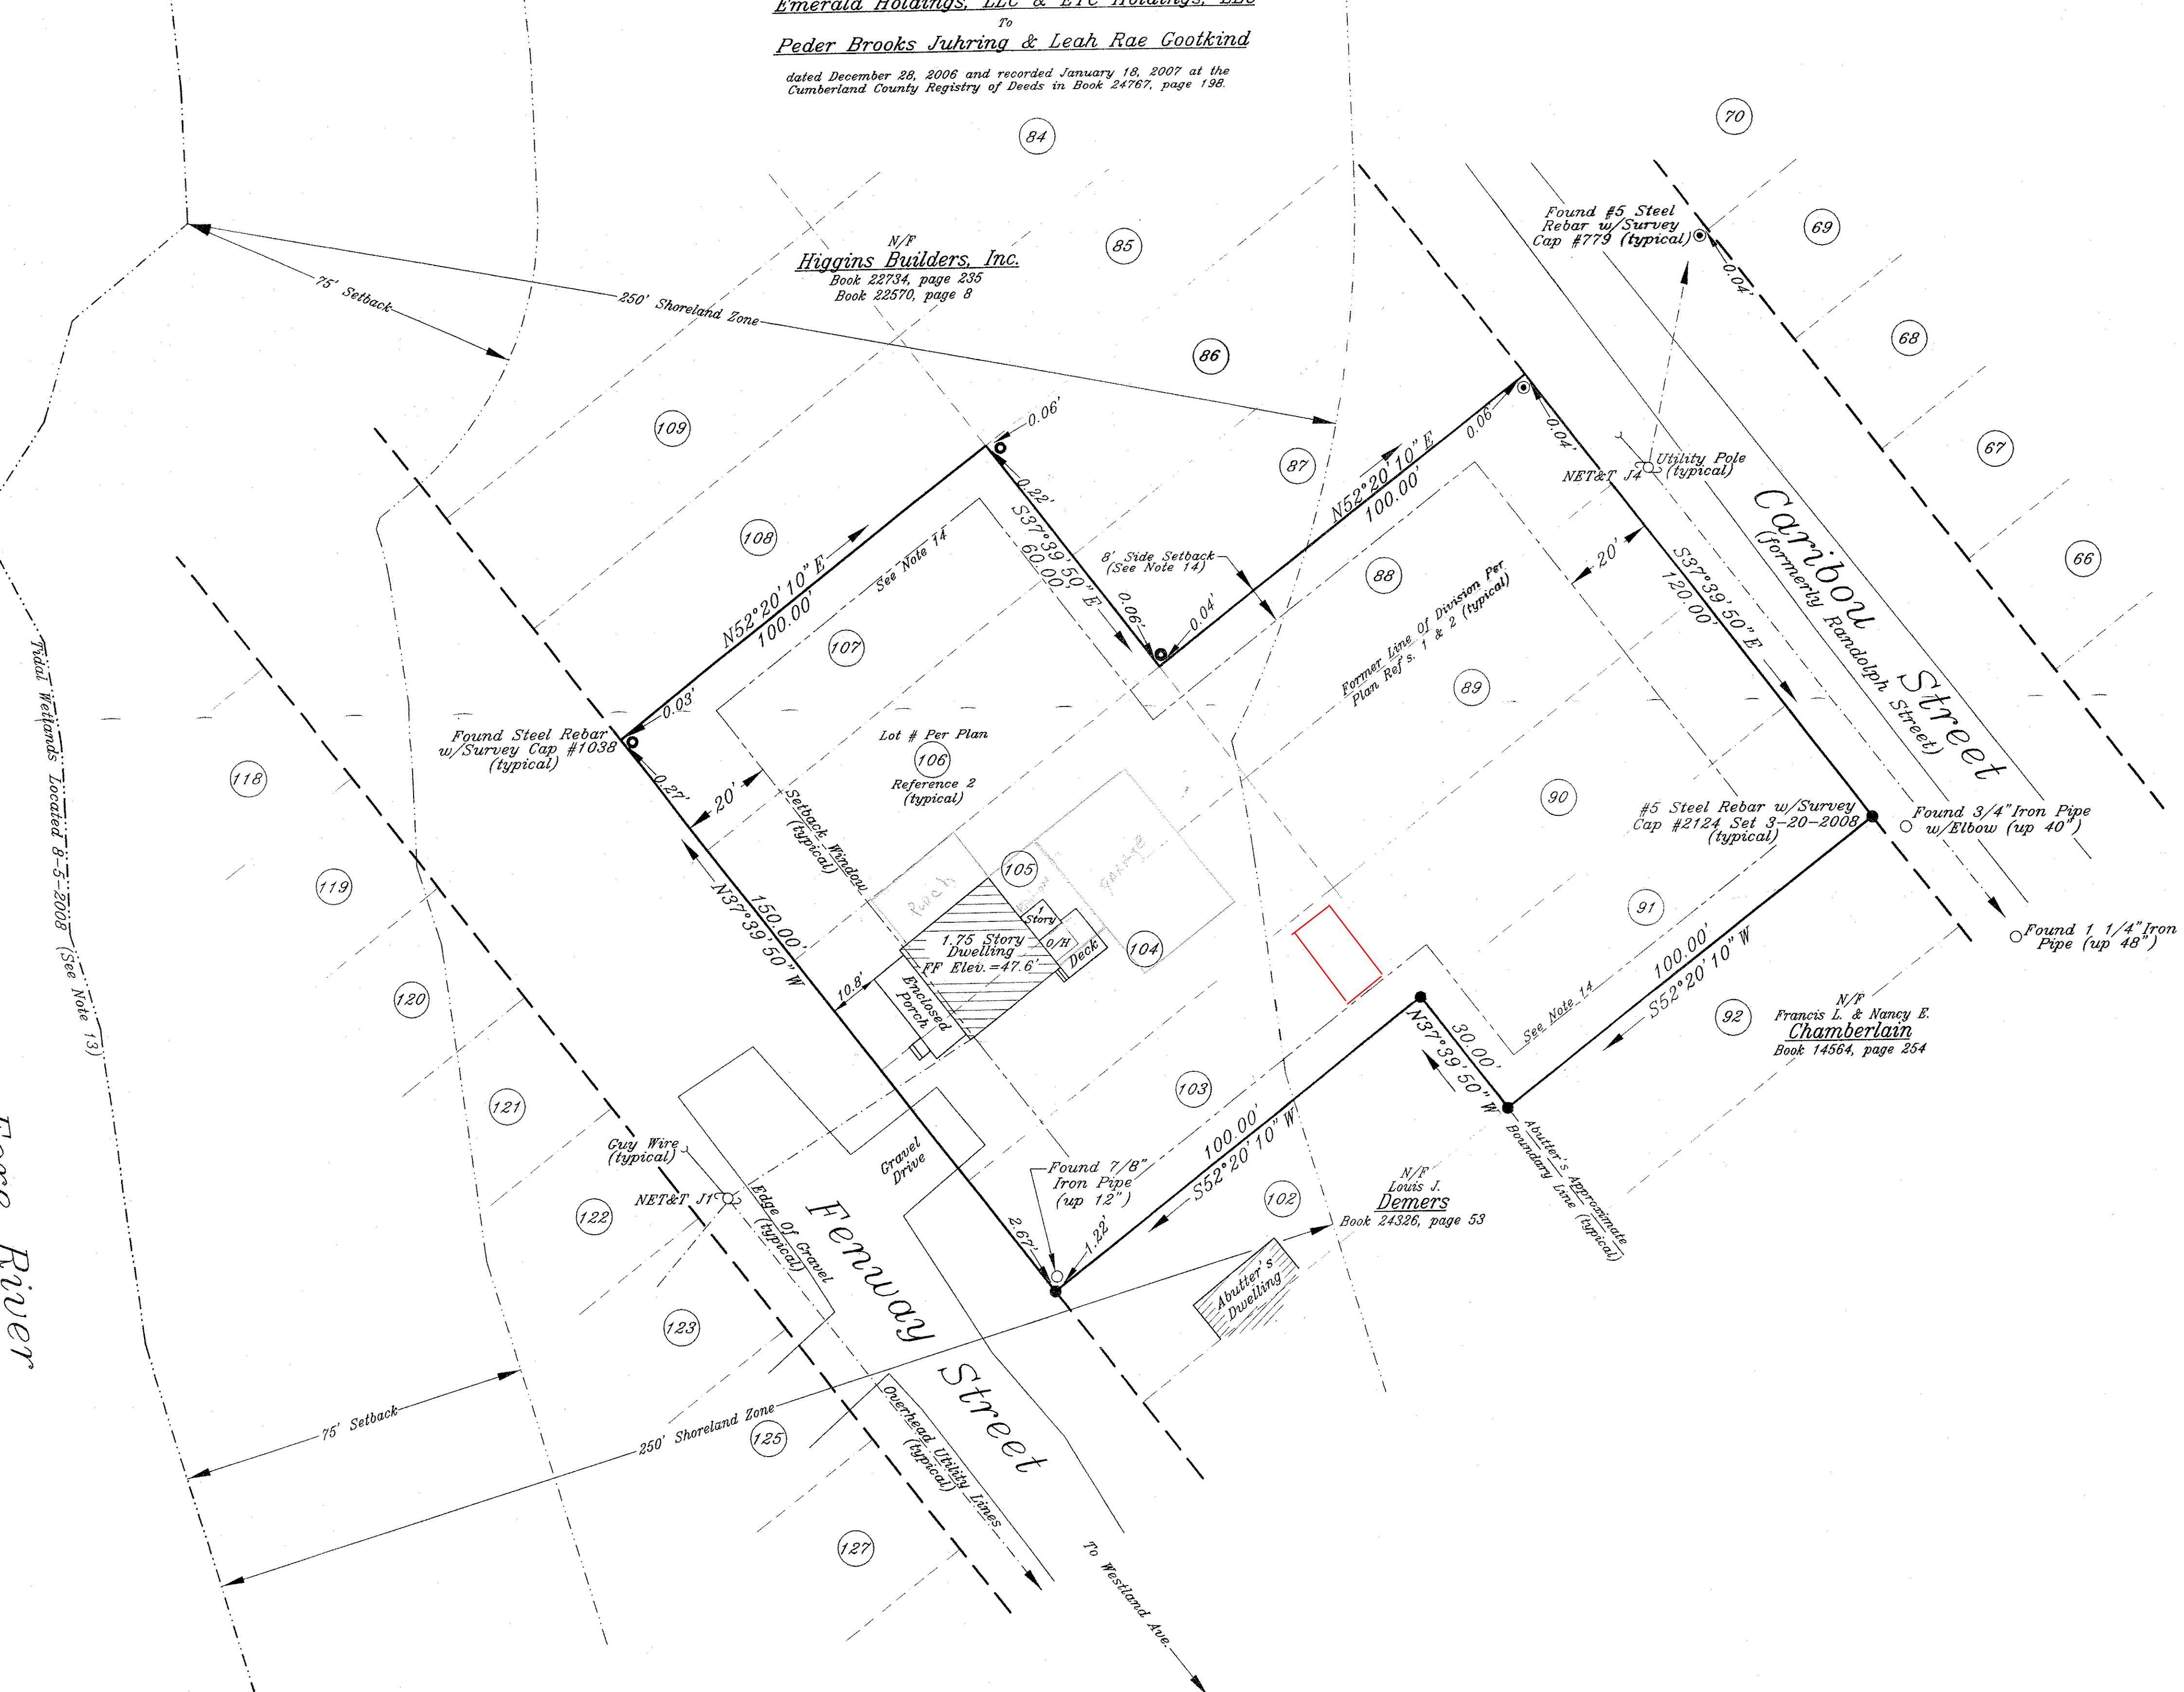 Emerald Holdings, LLC & ETC Holdings, LLC
To
Peder Brooks Juhring & Leah Rae Gootkind
dated December 28, 2006 and recorded January 18, 2007 at the
Cumberland County Registry of Deeds in Book 24767, page 198.
84
70
85
69
Found #5 Steel
Rebar w/Survey
Cap #779 (typical)
0.04'
N/F
Higgins Builders, Inc.
Book 22734, page 235
Book 22570, page 8
75' Setback
250' Shoreland Zone
86
68
109
0.06'
87
0.06'
0.04'
67
NET&T J4
Utility Pole
(typical)
N52°20'10"E
100.00'
108
See Note 14
0.22'
S37°39'50"E
60.00'
0.06'
0.04'
8' Side Setback
(See Note 14)
88
20'
66
Caribou Street
(formerly Randolph Street)
S37°39'50"E
120.00'
N52°20'10"E
100.00'
107
Former Line Of Division Per
Plan Ref's. 1 & 2 (typical)
89
0.03'
Found Steel Rebar
w/Survey Cap #1038
(typical)
0.27'
20'
Lot # Per Plan
106
Reference 2
(typical)
Setback Window
(typical)
118
90
#5 Steel Rebar w/Survey
Cap #2124 Set 3-20-2008
(typical)
Found 3/4" Iron Pipe
w/Elbow (up 40")
Tidal Wetlands Located 8-5-2008 (See Note 13)
119
105
Porch
GARAGE
91
Found 1 1/4" Iron
Pipe (up 48")
150.00'
N37°39'50"W
1
Story
O/H
Deck
1.75 Story
Dwelling
FF Elev.=47.6'
104
10.8'
Enclosed
Porch
100.00'
S52°20'10"W
120
See Note 14
92
N/F
Francis L. & Nancy E.
Chamberlain
Book 14564, page 254
30.00'
N37°39'50"W
121
103
100.00'
S52°20'10"W
Guy Wire
(typical)
Gravel
Drive
NET&T J1
Edge Of Gravel
(typical)
Found 7/8"
Iron Pipe
(up 12")
2.67'
1.22'
102
N/F
Louis J.
Demers
Book 24326, page 53
Abutter's Approximate
Boundary Line (typical)
122
Fore River
Fenway Street
Abutter's
Dwelling
123
75' Setback
250' Shoreland Zone
125
Overhead Utility Lines
(typical)
127
To Westland Ave.